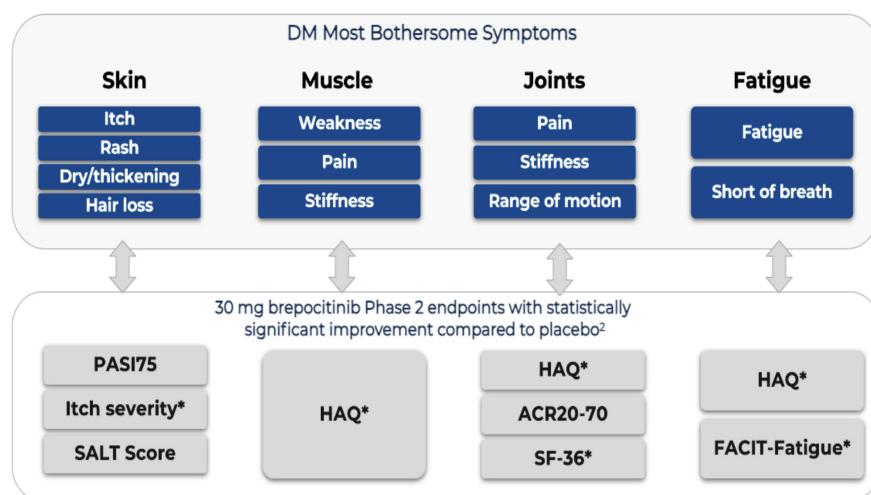 DM Most Bothersome Symptoms
Skin
Itch
Rash
Dry/thickening
Hair loss
Muscle
Weakness
Pain
Stiffness
Joints
Pain
Stiffness
Range of motion
Fatigue
Fatigue
Short of breath
30 mg brepocitinib Phase 2 endpoints with statistically
significant improvement compared to placebo²
PASI75
Itch severity*
SALT Score
HAQ*
HAQ*
ACR20-70
SF-36*
HAQ*
FACIT-Fatigue*